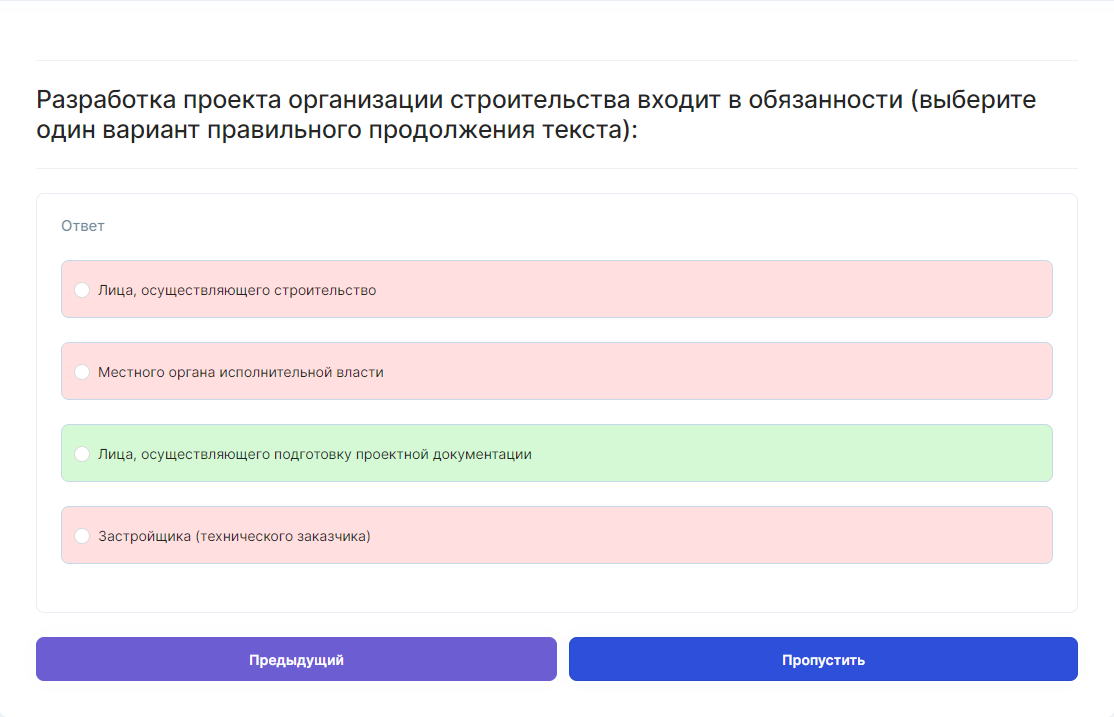 Разработка проекта организации строительства входит в обязанности (выберите
один вариант правильного продолжения текста):
Ответ
Лица, осуществляющего строительство
Местного органа исполнительной власти
Лица, осуществляющего подготовку проектной документации
Застройщика (технического заказчика)
Предыдущий
Пропустить